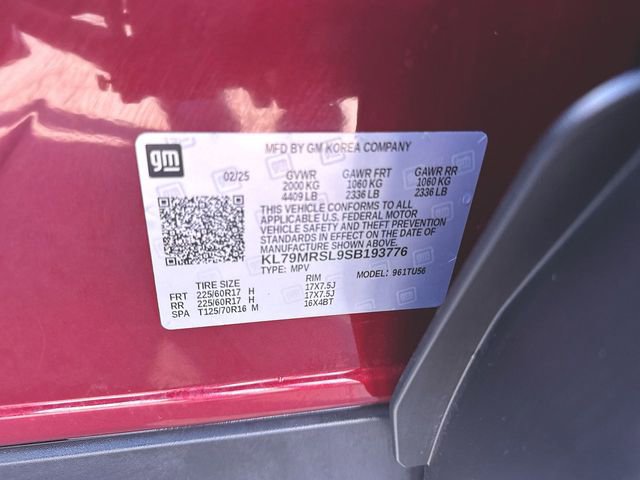 gm
MFD BY GM KOREA COMPANY
02/25 GVWR GAWR FRT GAWR RR
2000 KG 1060 KG 1060 KG
4409 LB 2336 LB 2336 LB
THIS VEHICLE CONFORMS TO ALL
APPLICABLE U.S. FEDERAL MOTOR
VEHICLE SAFETY AND THEFT PREVENTION
STANDARDS IN EFFECT ON THE DATE OF
MANUFACTURE SHOWN ABOVE.
KL79MRSL9SB193776
TYPE: MPV MODEL: 961TU56
TIRE SIZE RIM
FRT 225/60R17 H 17X7.5J
RR 225/60R17 H 17X7.5J
SPA T125/70R16 M 16X4BT